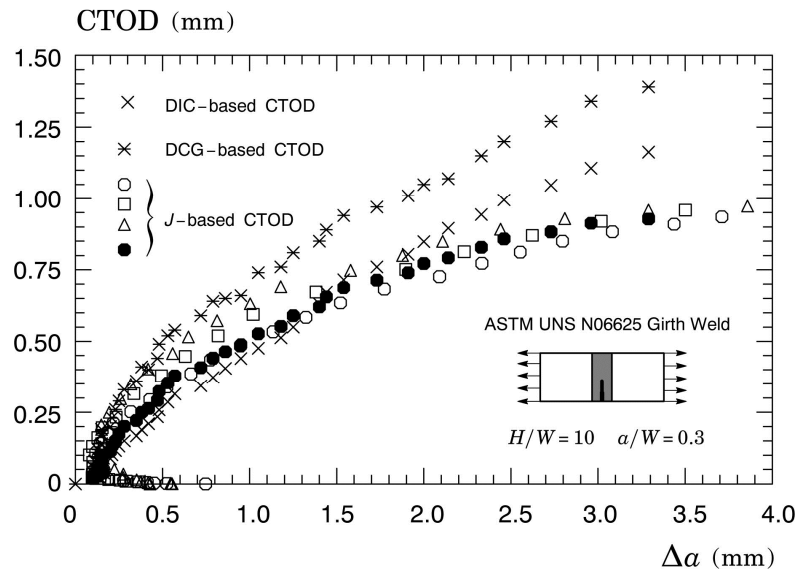 CTOD (mm)
1.50
1.25
1.00
0.75
0.50
0.25
0
DIC-based CTOD
DCG-based CTOD
J-based CTOD
ASTM UNS N06625 Girth Weld
H/W = 10 a/W = 0.3
0 0.5 1.0 1.5 2.0 2.5 3.0 3.5 4.0
Δa (mm)